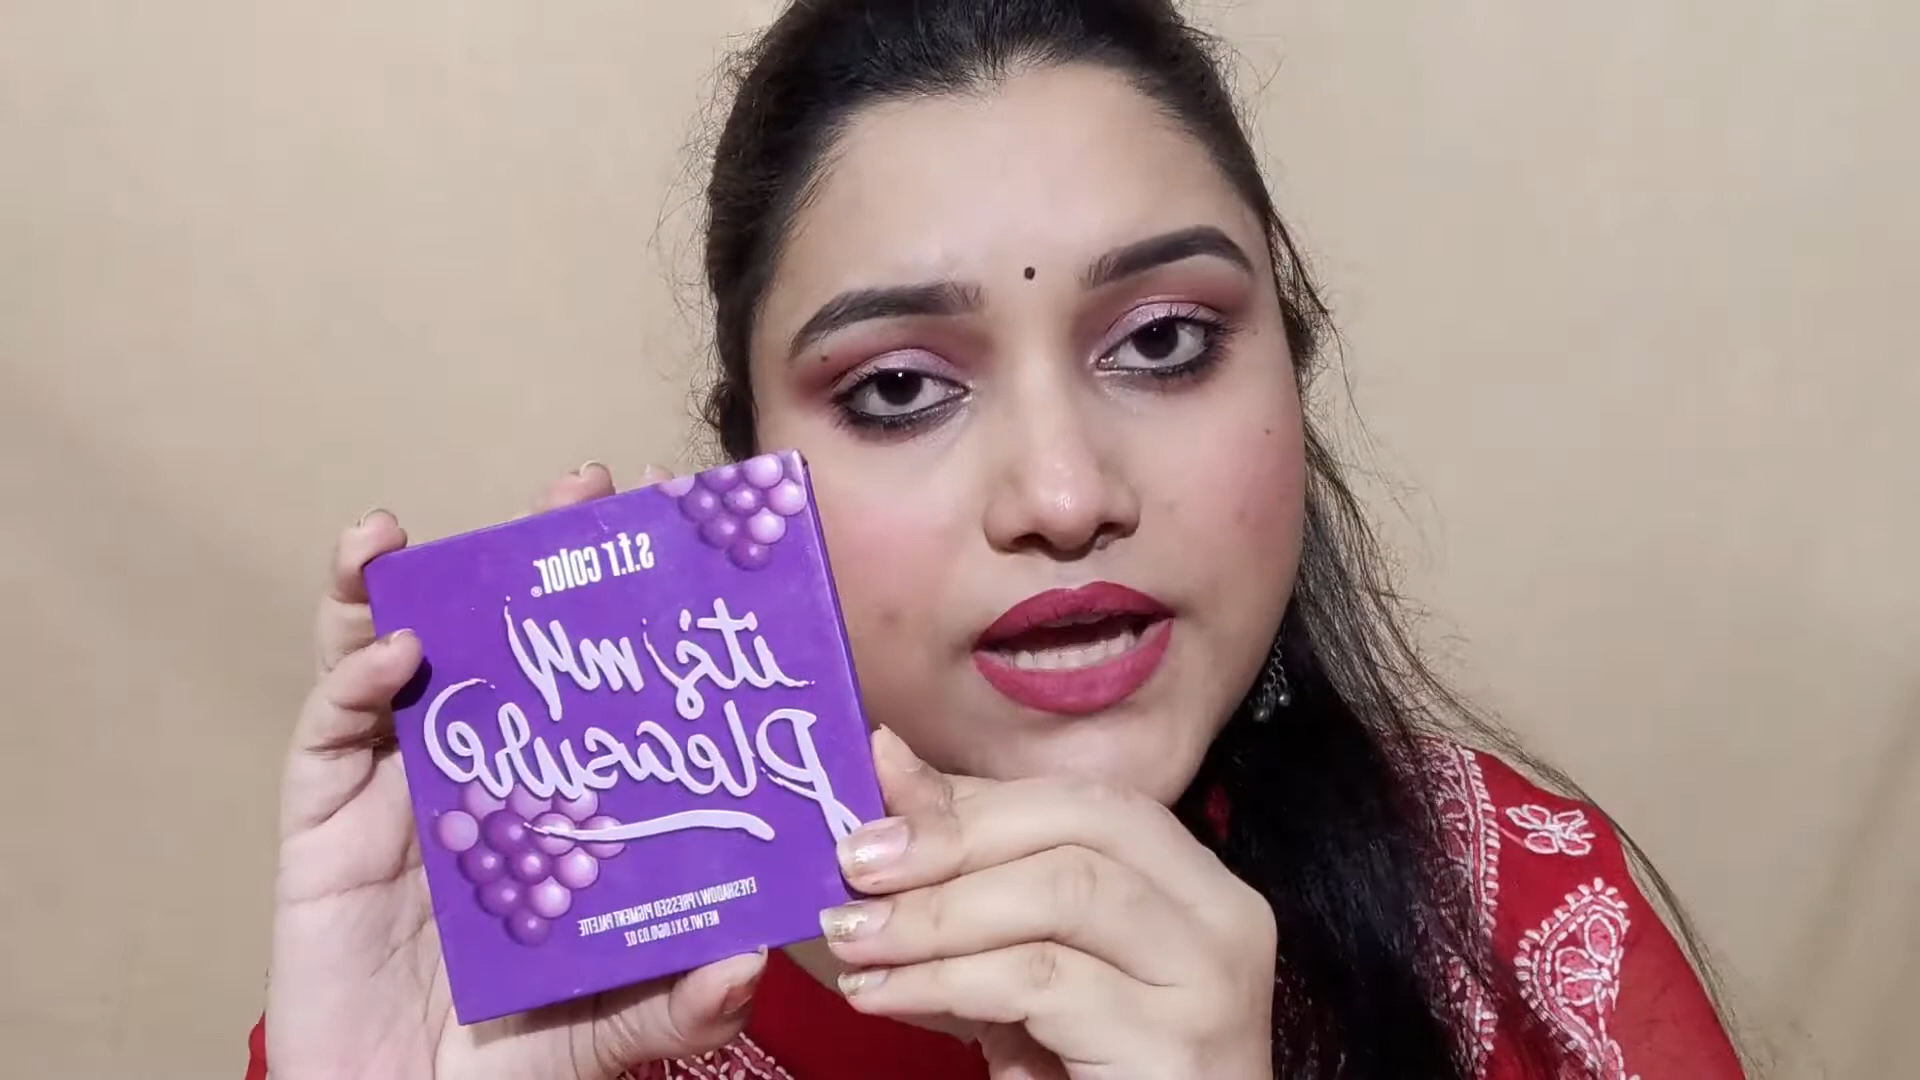 s.f.r color®
it's my
pleasure
EYESHADOW / PRESSED PIGMENT PALETTE
NET WT. 9 X 1.0G/0.03 OZ